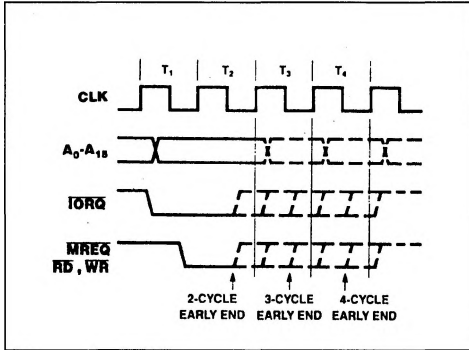 T1 T2 T3 T4
CLK
A0-A18
IORQ
MREQ
RD , WR
2-CYCLE 3-CYCLE 4-CYCLE
EARLY END EARLY END EARLY END